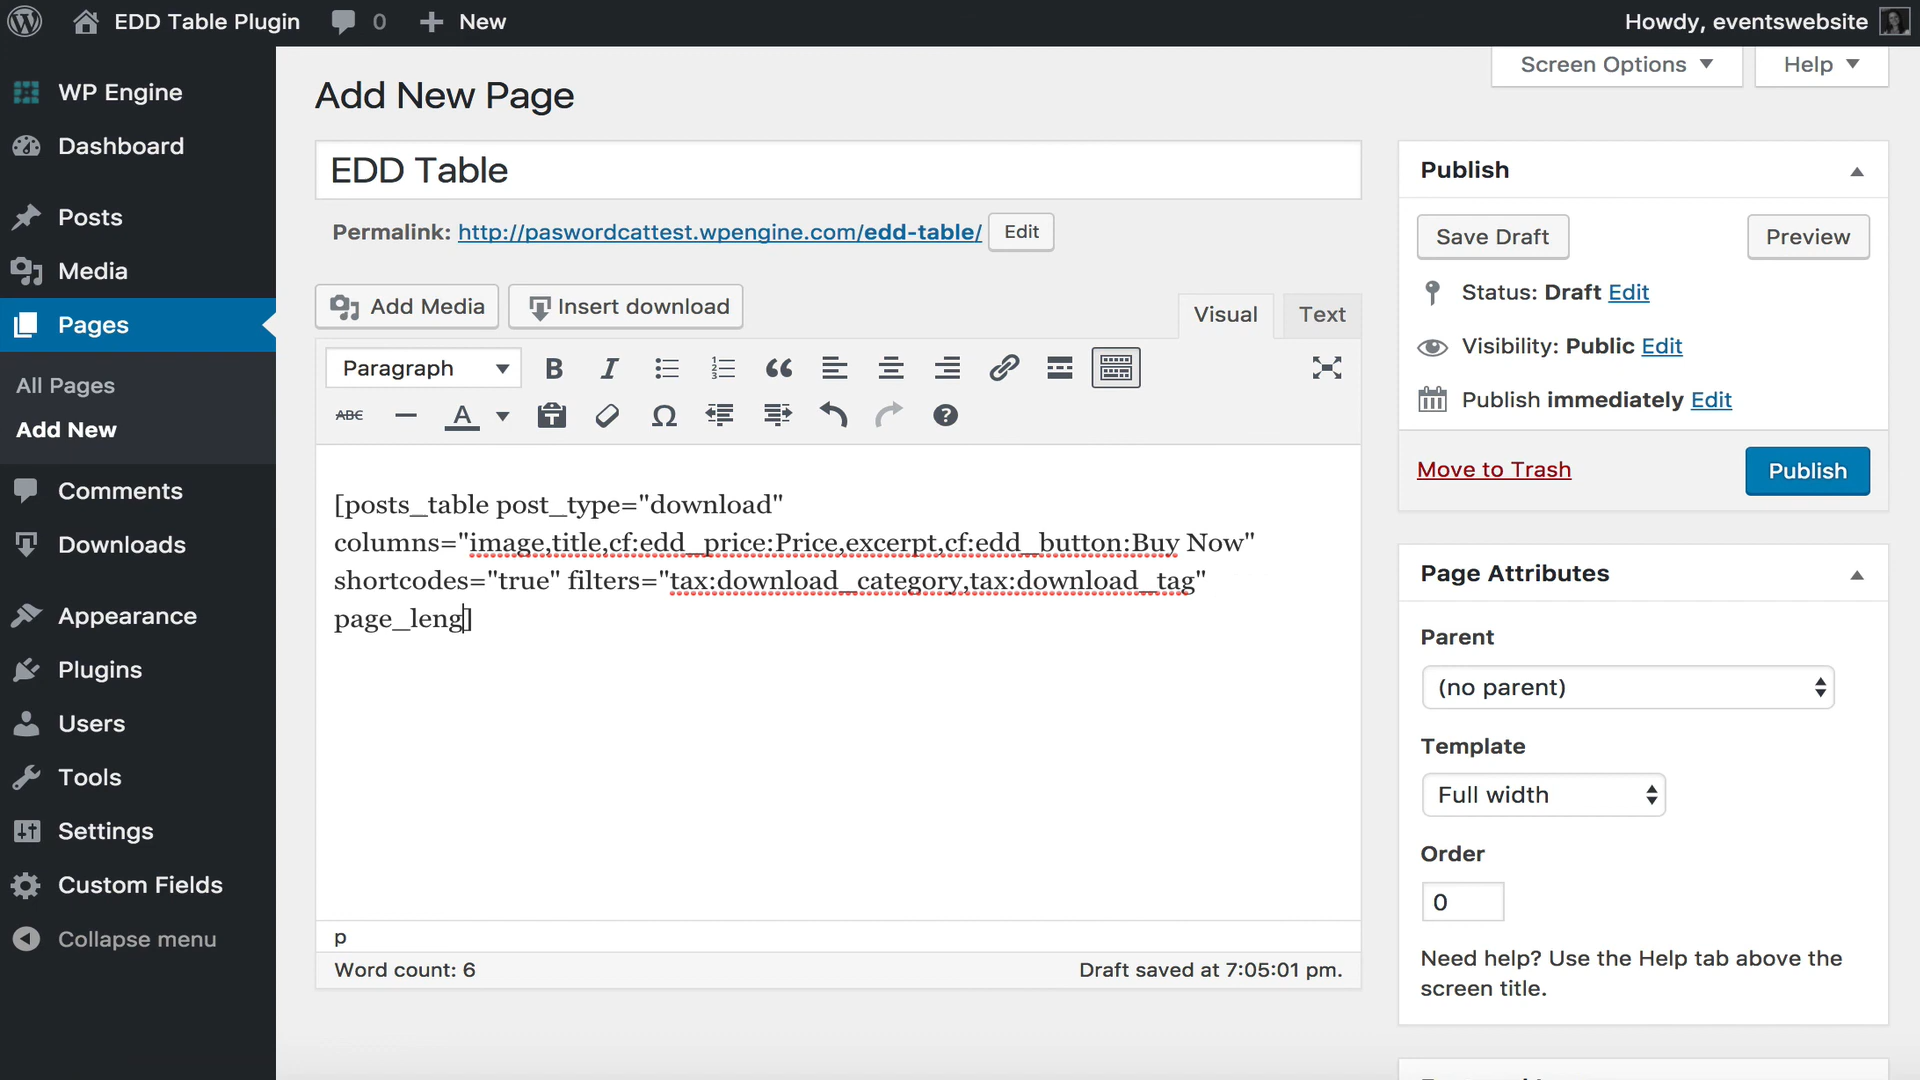 EDD Table Plugin
0
New
Howdy, eventswebsite
WP Engine
Dashboard
Posts
Media
Pages
All Pages
Add New
Comments
Downloads
Appearance
Plugins
Users
Tools
Settings
Custom Fields
Collapse menu
Screen Options
Help
Add New Page
EDD Table
Permalink: http://paswordcattest.wpengine.com/edd-table/
Edit
Add Media
Insert download
Visual
Text
Paragraph
B
I
ABC
A
[posts_table post_type="download"
columns="image,title,cf:edd_price:Price,excerpt,cf:edd_button:Buy Now"
shortcodes="true" filters="tax:download_category,tax:download_tag"
page_leng]
p
Word count: 6
Draft saved at 7:05:01 pm.
Publish
Save Draft
Preview
Status: Draft Edit
Visibility: Public Edit
Publish immediately Edit
Move to Trash
Publish
Page Attributes
Parent
(no parent)
Template
Full width
Order
0
Need help? Use the Help tab above the
screen title.